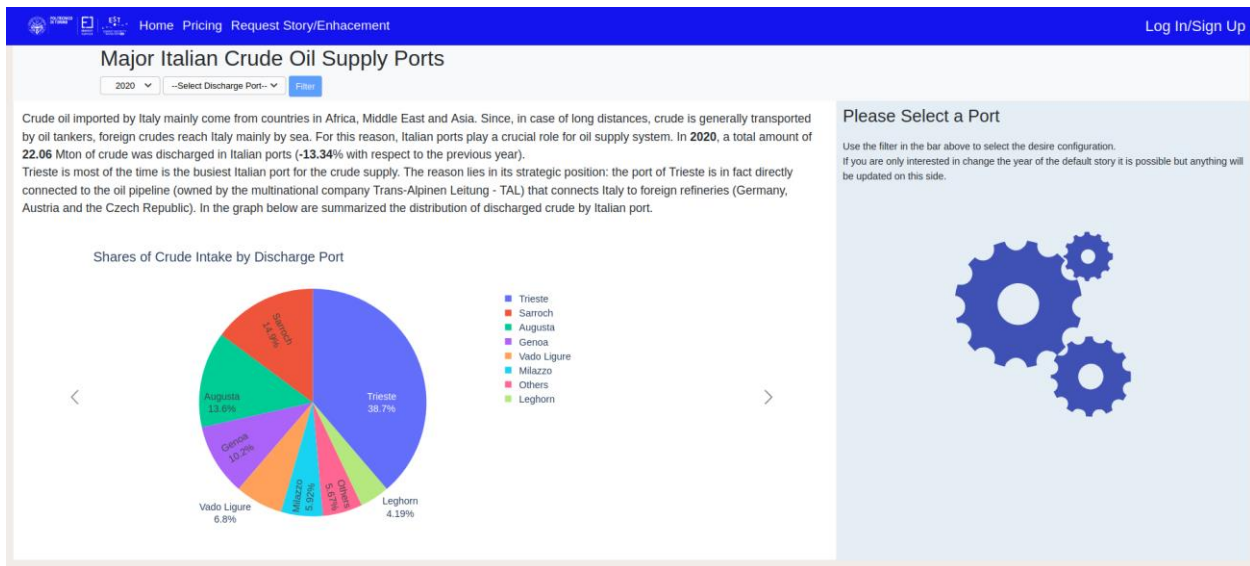 POLITECNICO
DI TORINO
EST
Home Pricing Request Story/Enhacement
Log In/Sign Up
Major Italian Crude Oil Supply Ports
2020
--Select Discharge Port--
Filter
Crude oil imported by Italy mainly come from countries in Africa, Middle East and Asia. Since, in case of long distances, crude is generally transported
by oil tankers, foreign crudes reach Italy mainly by sea. For this reason, Italian ports play a crucial role for oil supply system. In 2020, a total amount of
22.06 Mton of crude was discharged in Italian ports (-13.34% with respect to the previous year).
Trieste is most of the time is the busiest Italian port for the crude supply. The reason lies in its strategic position: the port of Trieste is in fact directly
connected to the oil pipeline (owned by the multinational company Trans-Alpinen Leitung - TAL) that connects Italy to foreign refineries (Germany,
Austria and the Czech Republic). In the graph below are summarized the distribution of discharged crude by Italian port.
Shares of Crude Intake by Discharge Port
Sarroch
14.9%
Augusta
13.6%
Trieste
38.7%
Genoa
10.2%
Vado Ligure
6.8%
Milazzo
5.92%
Others
5.67%
Leghorn
4.19%
Trieste
Sarroch
Augusta
Genoa
Vado Ligure
Milazzo
Others
Leghorn
Please Select a Port
Use the filter in the bar above to select the desire configuration.
If you are only interested in change the year of the default story it is possible but anything will
be updated on this side.